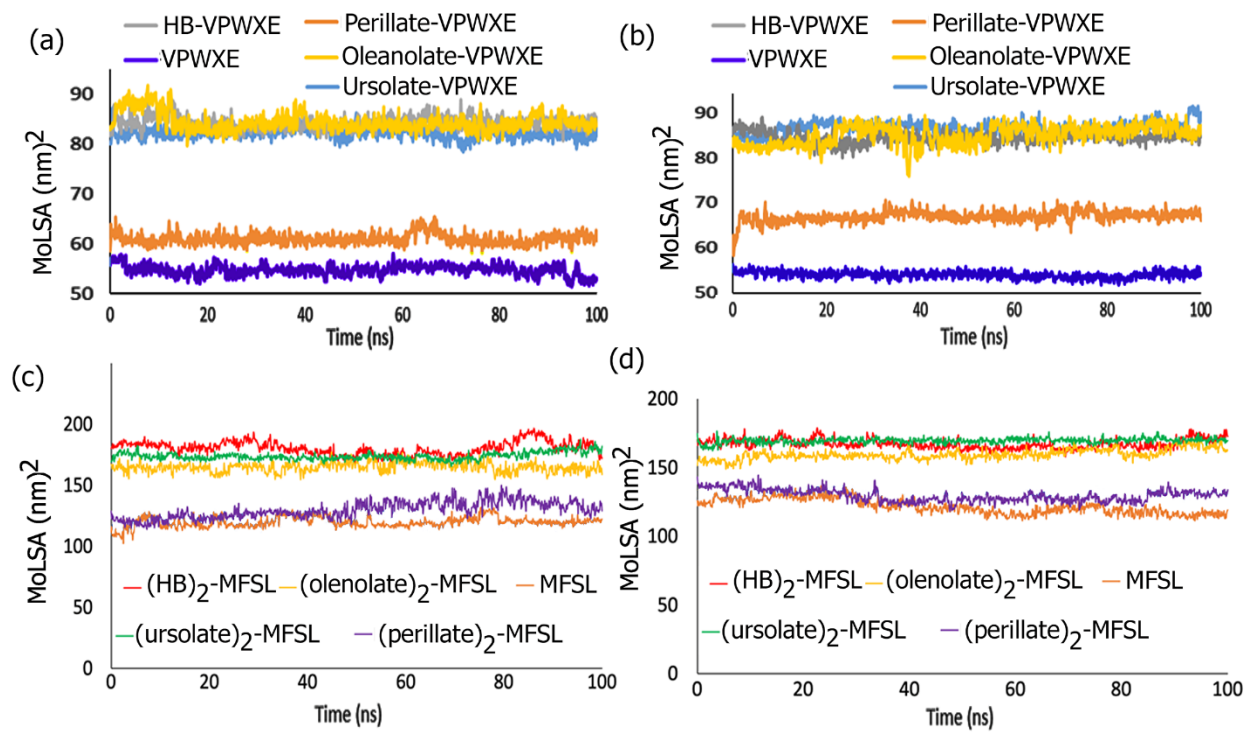 (a)
HB-VPWXE
Perillate-VPWXE
VPWXE
Oleanolate-VPWXE
Ursolate-VPWXE
MoLSA (nm)2
90
80
70
60
50
0 20 40 60 80 100
Time (ns)
(b)
HB-VPWXE
Perillate-VPWXE
VPWXE
Oleanolate-VPWXE
Ursolate-VPWXE
MoLSA (nm)2
90
80
70
60
50
0 20 40 60 80 100
Time (ns)
(c)
MoLSA (nm)2
200
150
100
50
0
(HB)2-MFSL (olenolate)2-MFSL MFSL
(ursolate)2-MFSL (perillate)2-MFSL
0 20 40 60 80 100
Time (ns)
(d)
MoLSA (nm)2
200
150
100
50
0
(HB)2-MFSL (olenolate)2-MFSL MFSL
(ursolate)2-MFSL (perillate)2-MFSL
0 20 40 60 80 100
Time (ns)